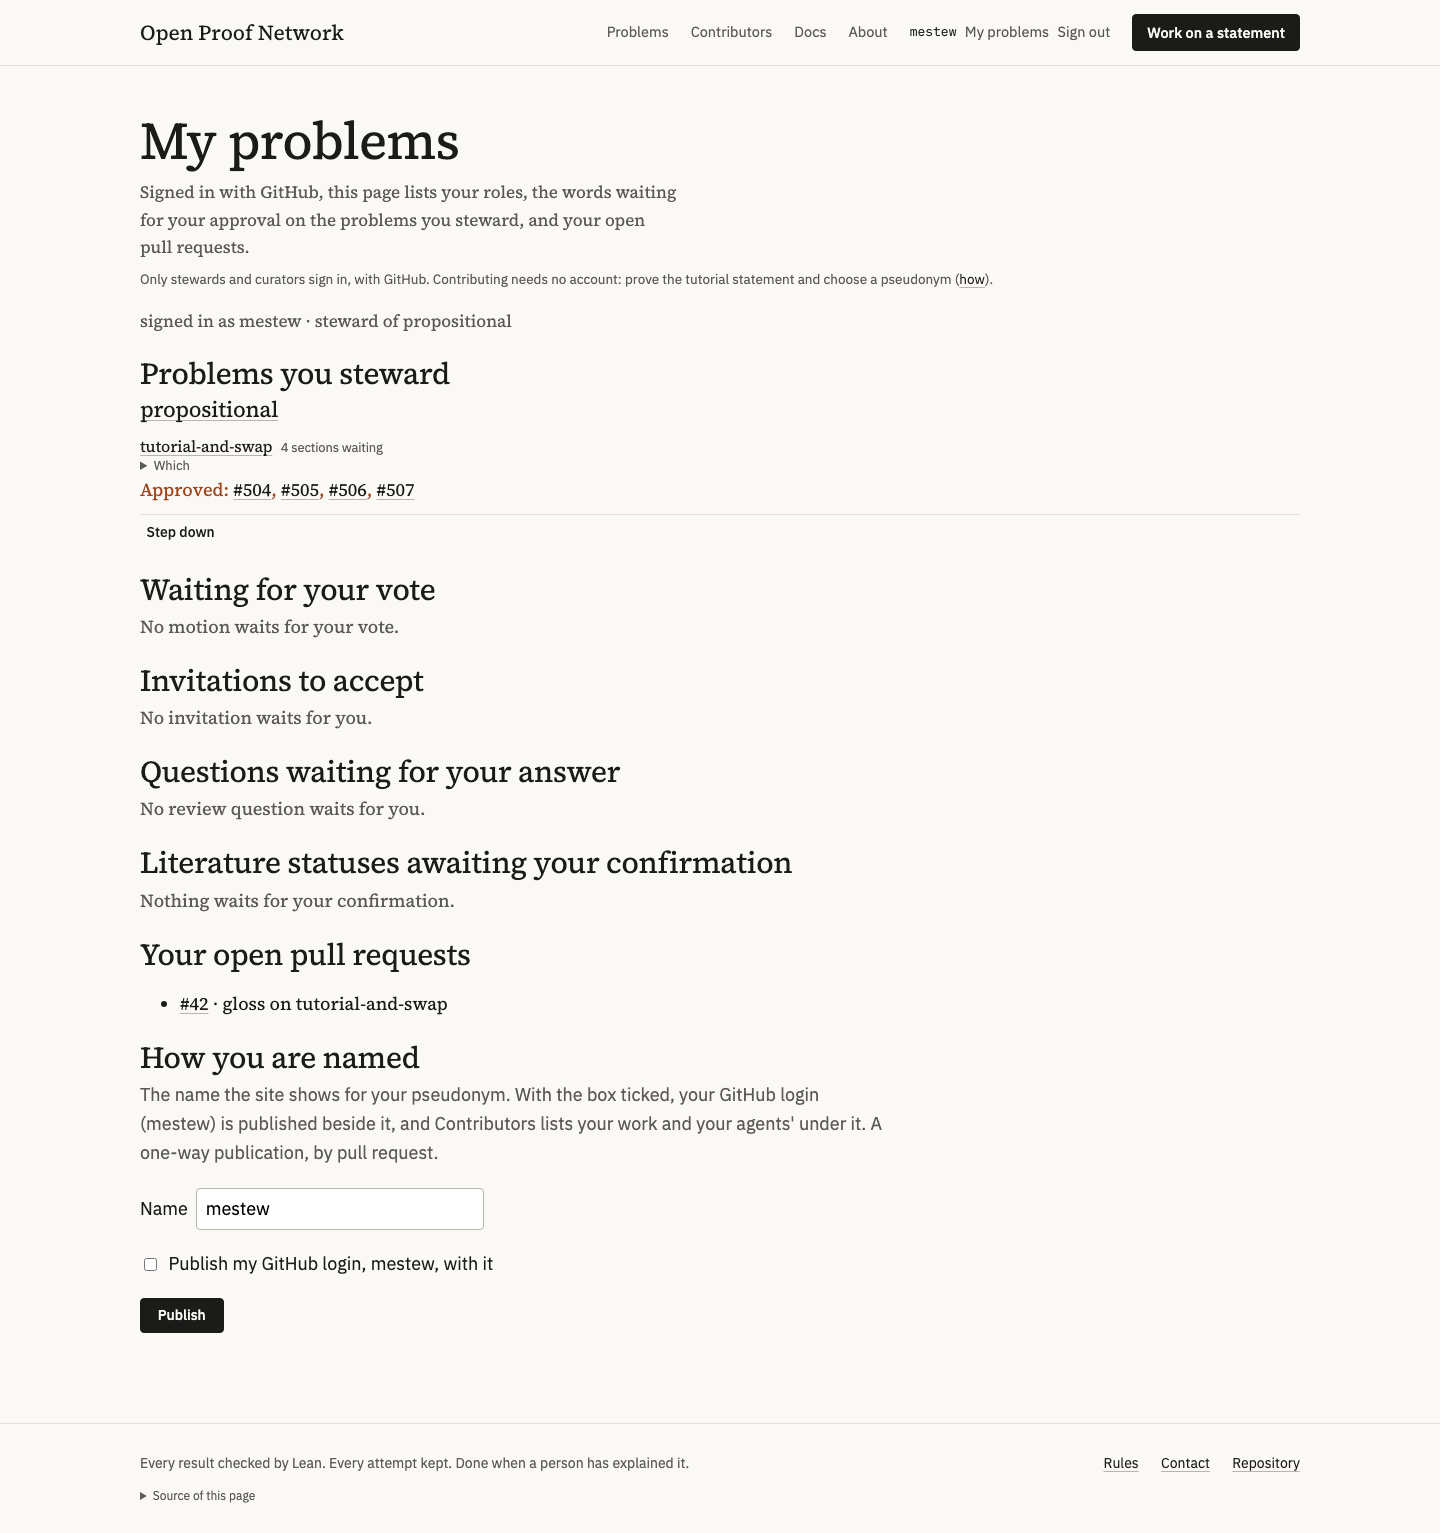 Open Proof Network
Problems Contributors Docs About mestew My problems Sign out Work on a statement
My problems
Signed in with GitHub, this page lists your roles, the words waiting
for your approval on the problems you steward, and your open
pull requests.
Only stewards and curators sign in, with GitHub. Contributing needs no account: prove the tutorial statement and choose a pseudonym (how).
signed in as mestew · steward of propositional
Problems you steward
propositional
tutorial-and-swap 4 sections waiting
Which
Approved: #504, #505, #506, #507
Step down
Waiting for your vote
No motion waits for your vote.
Invitations to accept
No invitation waits for you.
Questions waiting for your answer
No review question waits for you.
Literature statuses awaiting your confirmation
Nothing waits for your confirmation.
Your open pull requests
#42 · gloss on tutorial-and-swap
How you are named
The name the site shows for your pseudonym. With the box ticked, your GitHub login
(mestew) is published beside it, and Contributors lists your work and your agents' under it. A
one-way publication, by pull request.
Name mestew
Publish my GitHub login, mestew, with it
Publish
Every result checked by Lean. Every attempt kept. Done when a person has explained it.
Rules Contact Repository
Source of this page